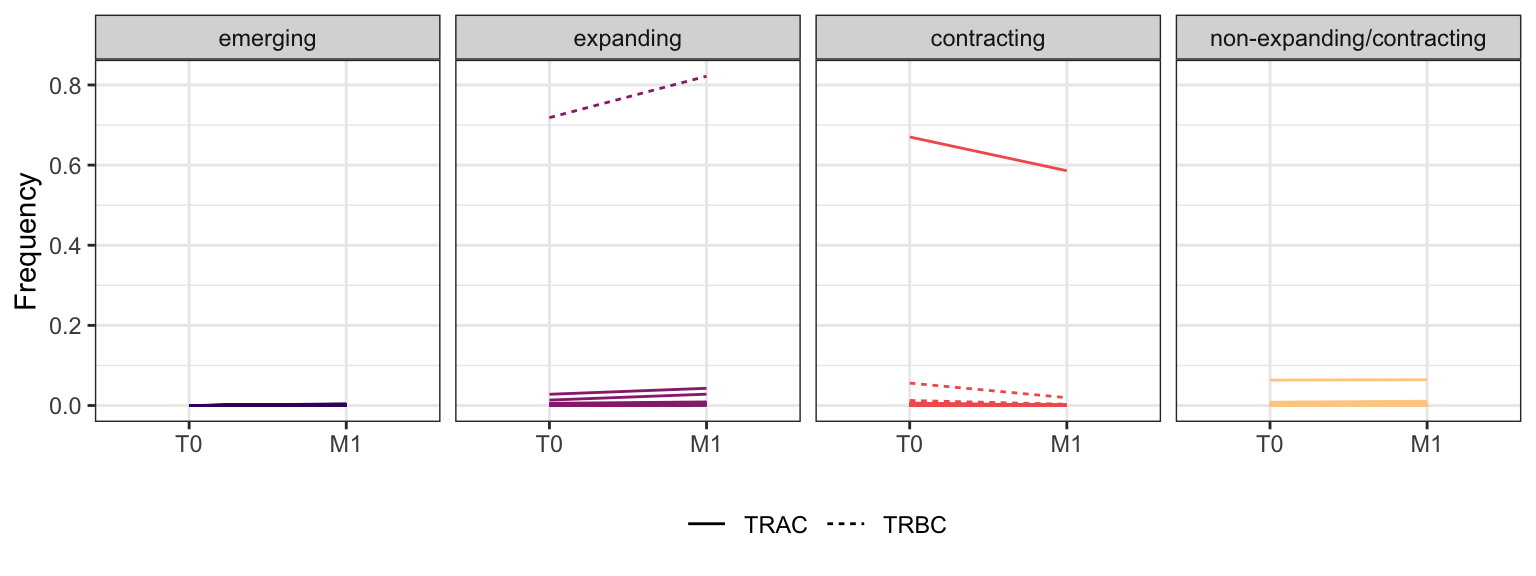 emerging expanding contracting non-expanding/contracting
Frequency
0.8
0.6
0.4
0.2
0.0
T0 M1 T0 M1 T0 M1 T0 M1
TRAC TRBC